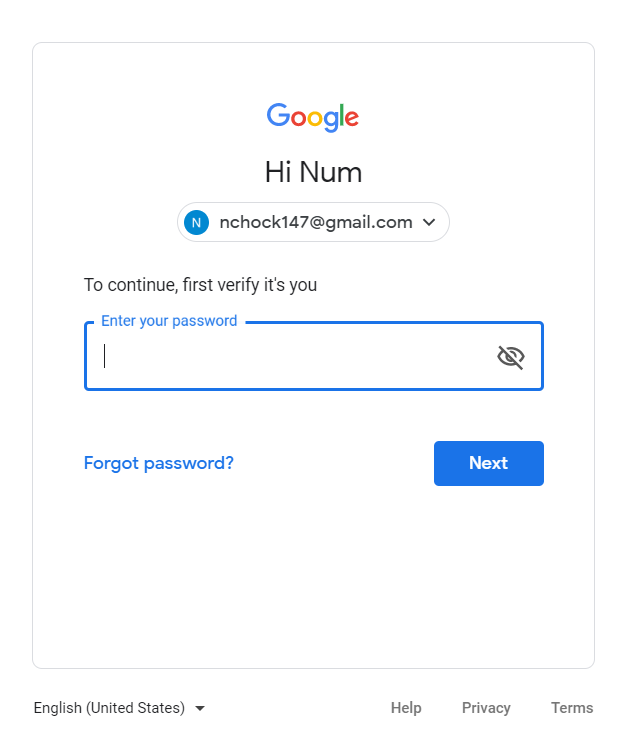 Google
Hi Num
N nchock147@gmail.com
To continue, first verify it's you
Enter your password
Forgot password? Next
English (United States) Help Privacy Terms